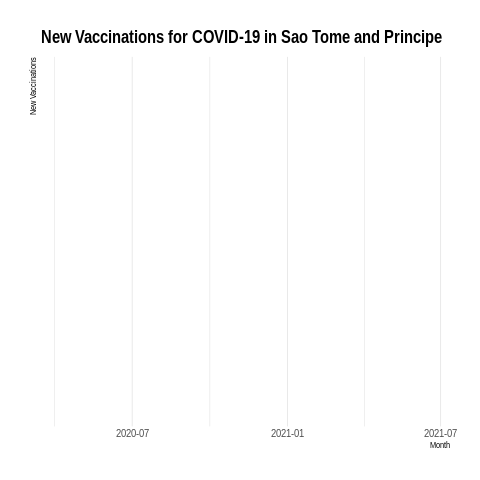 New Vaccinations for COVID-19 in Sao Tome and Principe
New Vaccinations
2020-07
2021-01
2021-07
Month